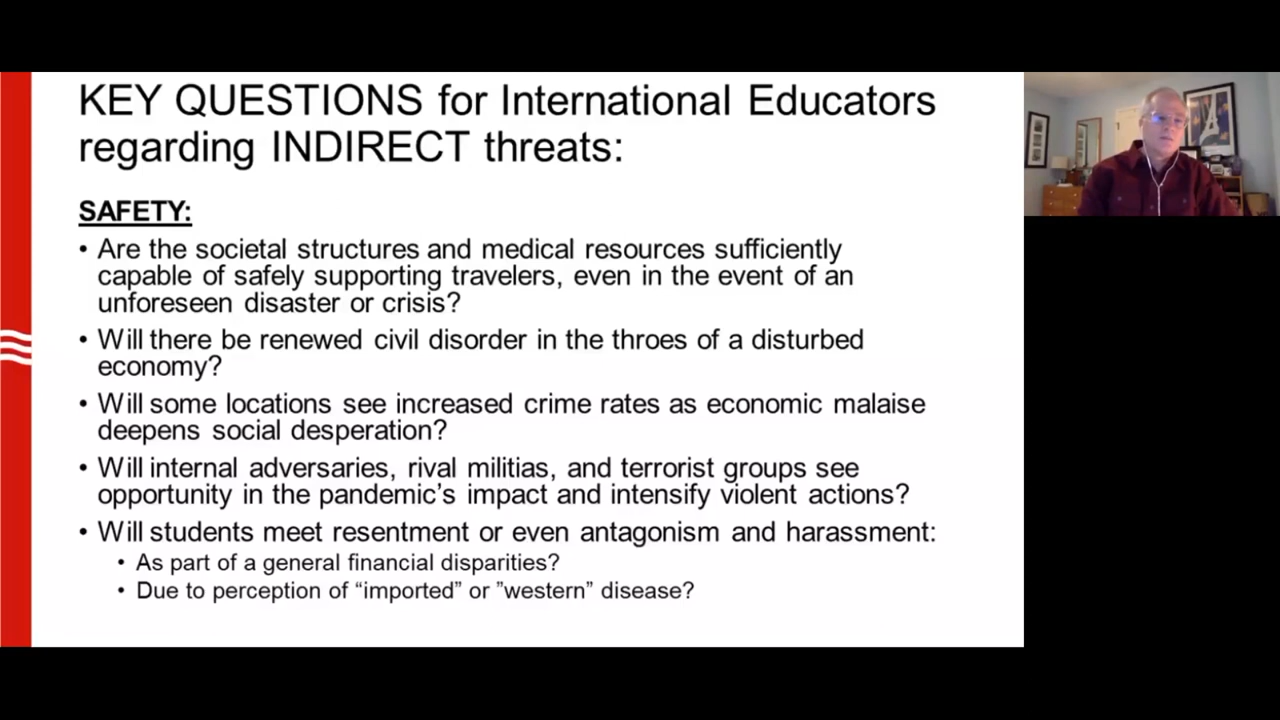 KEY QUESTIONS for International Educators
regarding INDIRECT threats:
SAFETY:
• Are the societal structures and medical resources sufficiently
capable of safely supporting travelers, even in the event of an
unforeseen disaster or crisis?
• Will there be renewed civil disorder in the throes of a disturbed
economy?
• Will some locations see increased crime rates as economic malaise
deepens social desperation?
• Will internal adversaries, rival militias, and terrorist groups see
opportunity in the pandemic’s impact and intensify violent actions?
• Will students meet resentment or even antagonism and harassment:
• As part of a general financial disparities?
• Due to perception of “imported” or ”western” disease?